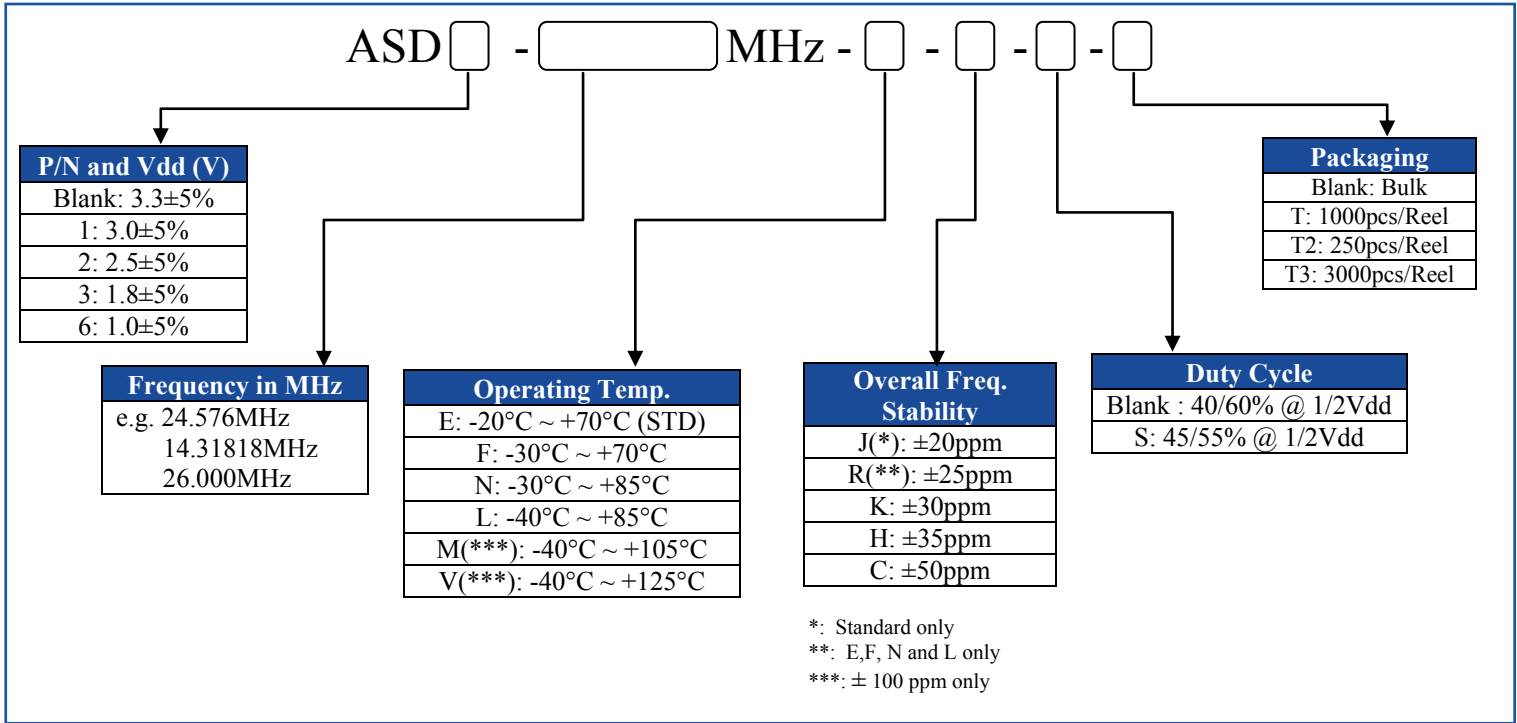 ASD - MHz - - - -
P/N and Vdd (V)
Blank: 3.3±5%
1: 3.0±5%
2: 2.5±5%
3: 1.8±5%
6: 1.0±5%
Packaging
Blank: Bulk
T: 1000pcs/Reel
T2: 250pcs/Reel
T3: 3000pcs/Reel
Frequency in MHz
e.g. 24.576MHz
14.31818MHz
26.000MHz
Operating Temp.
E: -20°C ~ +70°C (STD)
F: -30°C ~ +70°C
N: -30°C ~ +85°C
L: -40°C ~ +85°C
M(***): -40°C ~ +105°C
V(***): -40°C ~ +125°C
Overall Freq.
Stability
J(*): ±20ppm
R(**): ±25ppm
K: ±30ppm
H: ±35ppm
C: ±50ppm
Duty Cycle
Blank : 40/60% @ 1/2Vdd
S: 45/55% @ 1/2Vdd
*: Standard only
**: E,F, N and L only
***: ± 100 ppm only